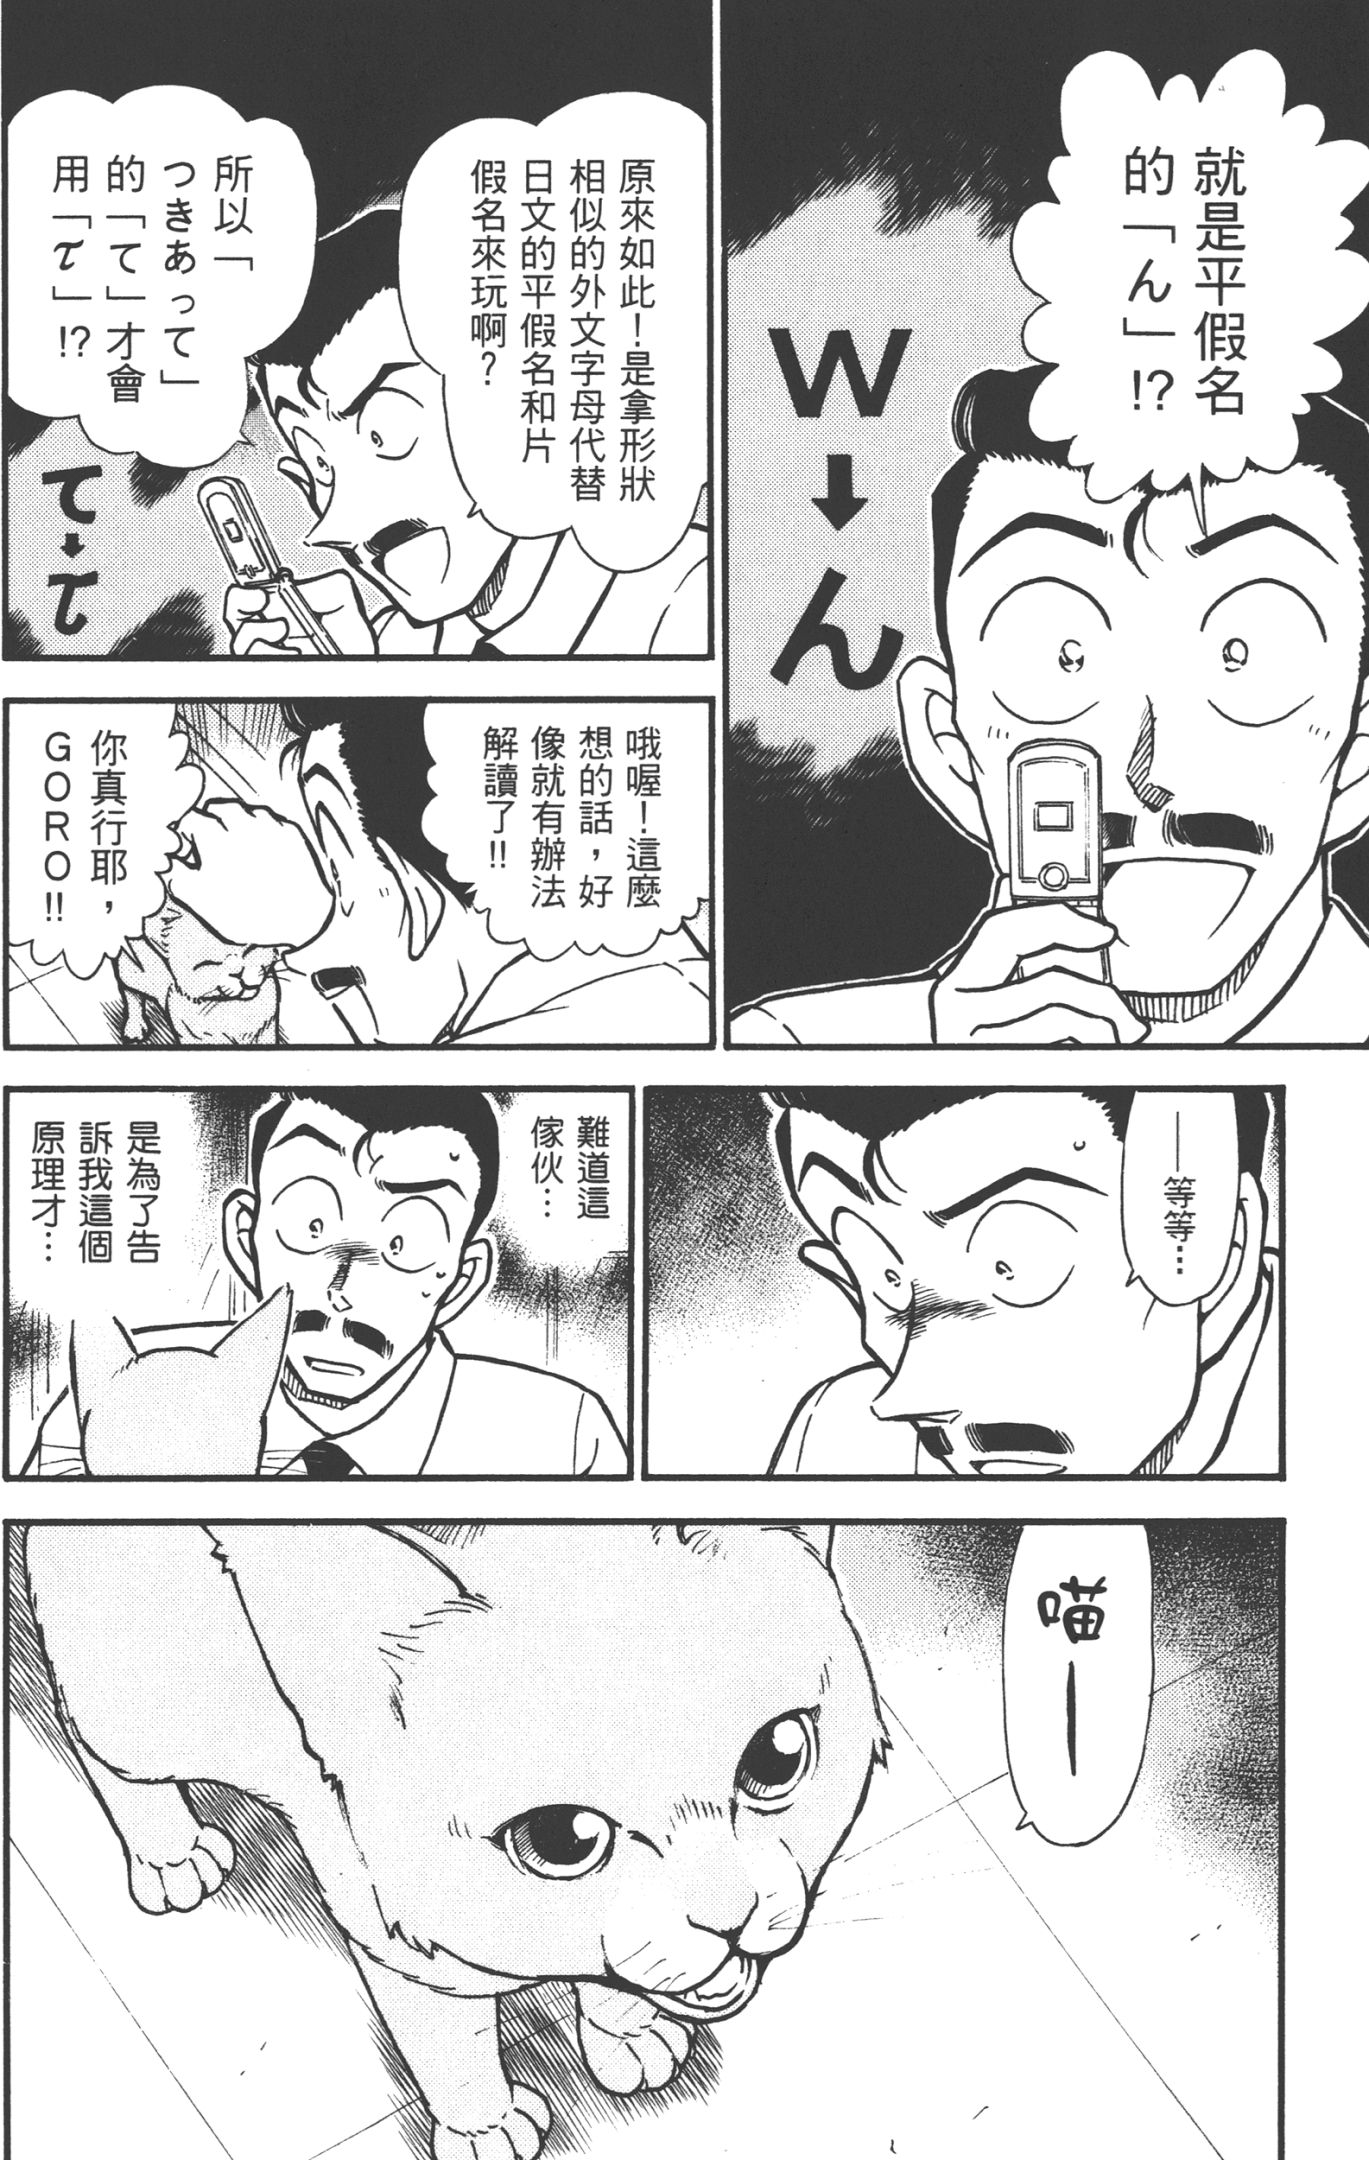 就是平假名
的「ん」!?
W→ん
原來如此！是拿形狀
相似的外文字母代替
日文的平假名和片
假名來玩啊？
所以「
つきあって」
的「て」才會
用「τ」!?
て→τ
哦喔！這麼
想的話，好
像就有辦法
解讀了!!
你真行耶，
GORO!!
──等等…
難道這
傢伙…
是為了告
訴我這個
原理才…
喵──